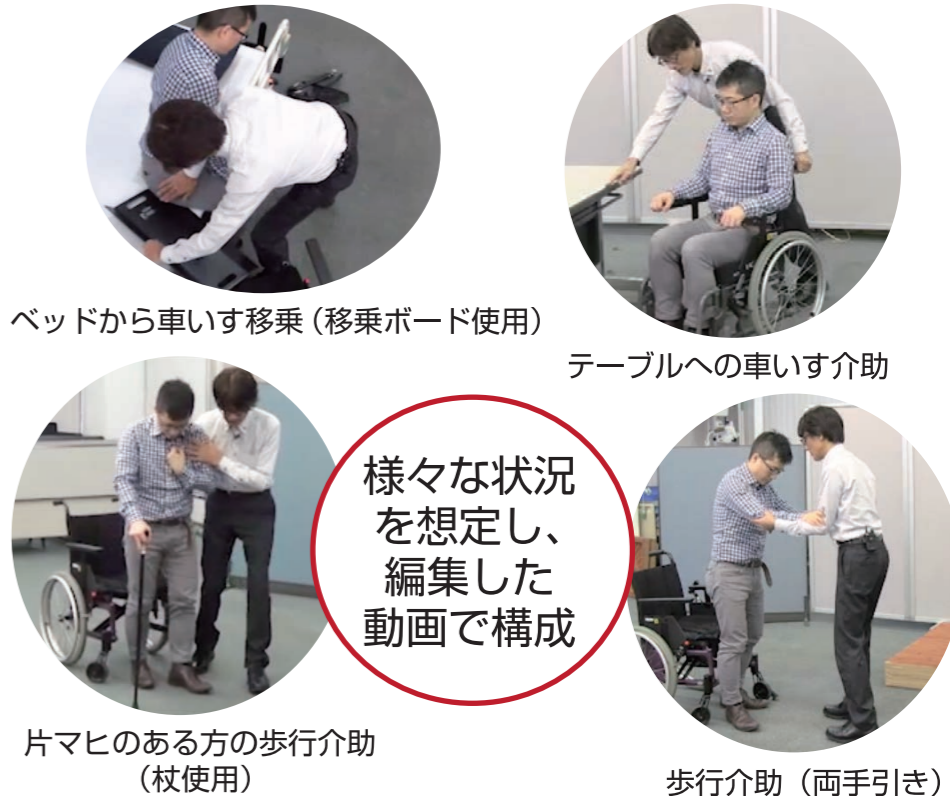 ベッドから車いす移乗（移乗ボード使用）
テーブルへの車いす介助
様々な状況
を想定し、
編集した
動画で構成
片マヒのある方の歩行介助
（杖使用）
歩行介助（両手引き）